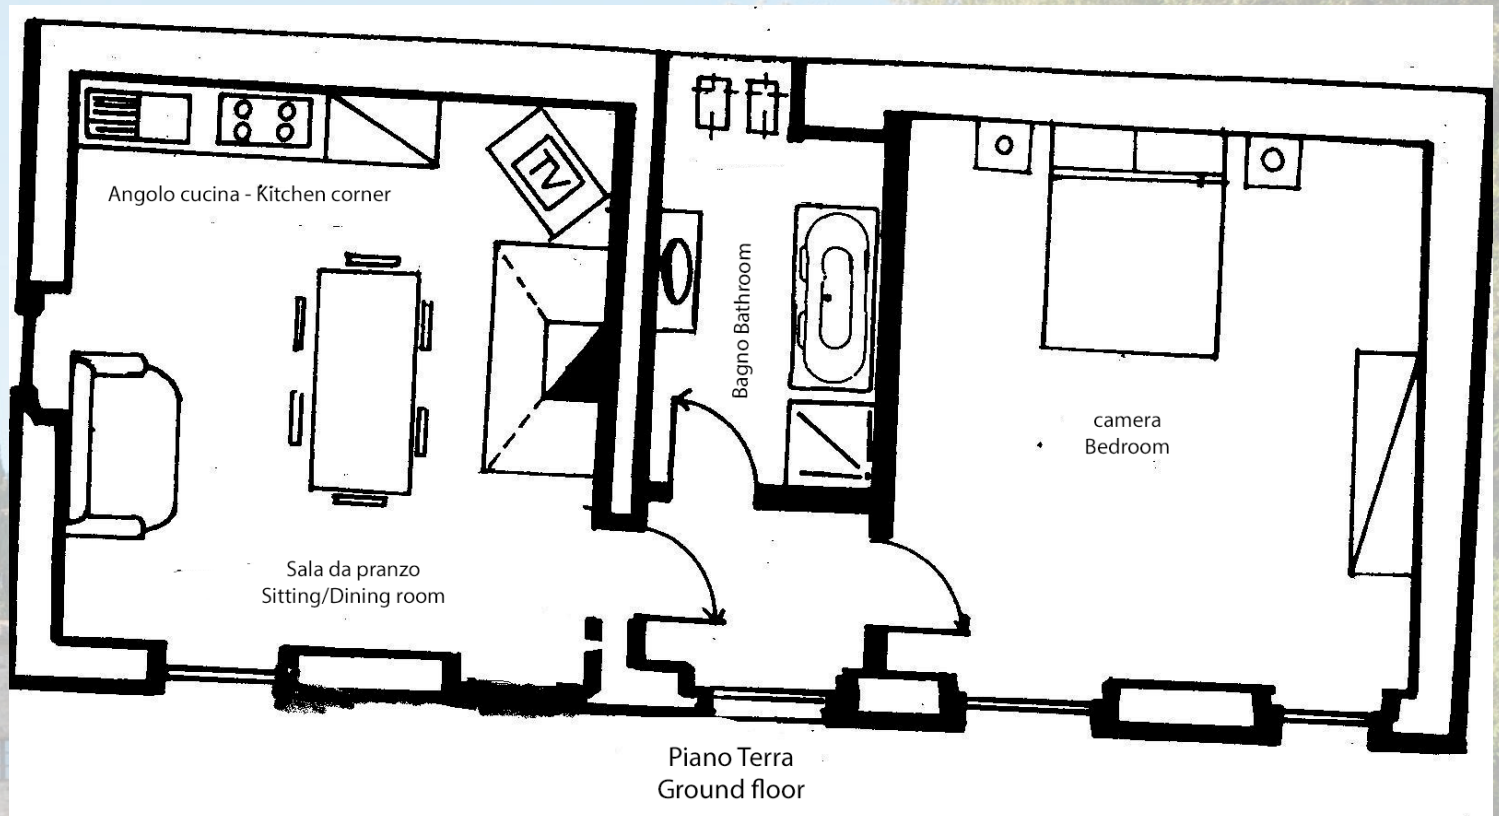 Angolo cucina - Kitchen corner
TV
Bagno Bathroom
camera
Bedroom
Sala da pranzo
Sitting/Dining room
Piano Terra
Ground floor